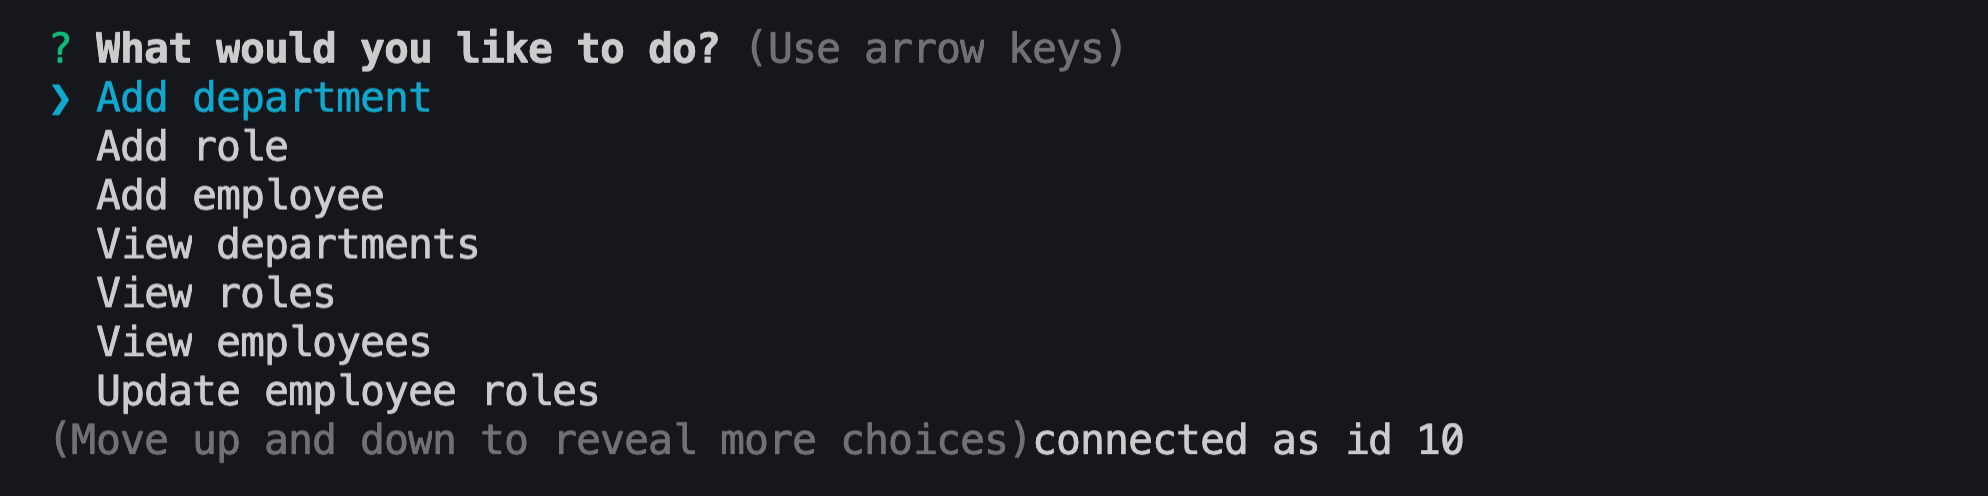 ? What would you like to do? (Use arrow keys)
❯ Add department
Add role
Add employee
View departments
View roles
View employees
Update employee roles
(Move up and down to reveal more choices)connected as id 10